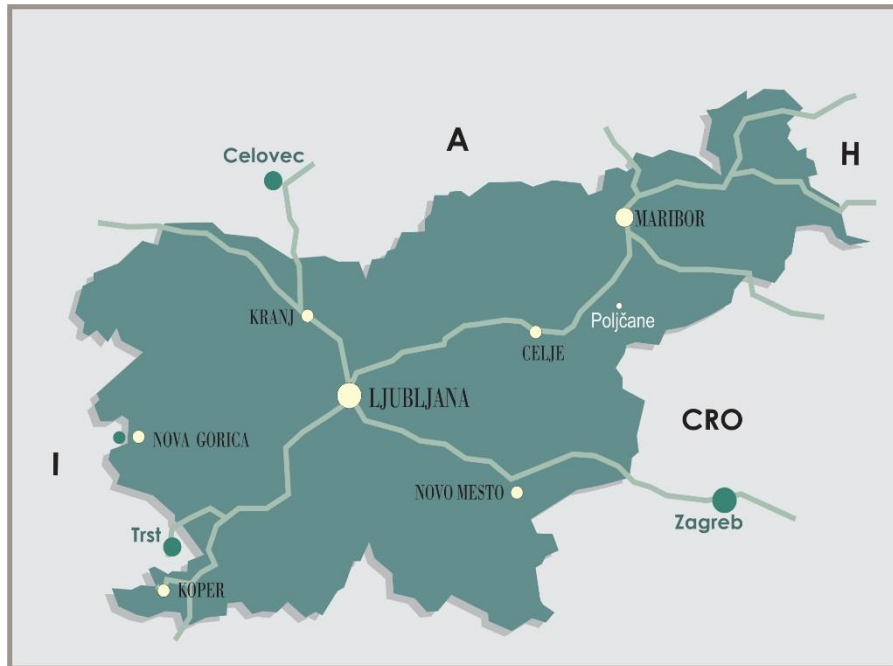 A
Celovec
H
MARIBOR
KRANJ
Poljčane
CELJE
LJUBLJANA
CRO
NOVA GORICA
I
NOVO MESTO
Trst
Zagreb
KOPER